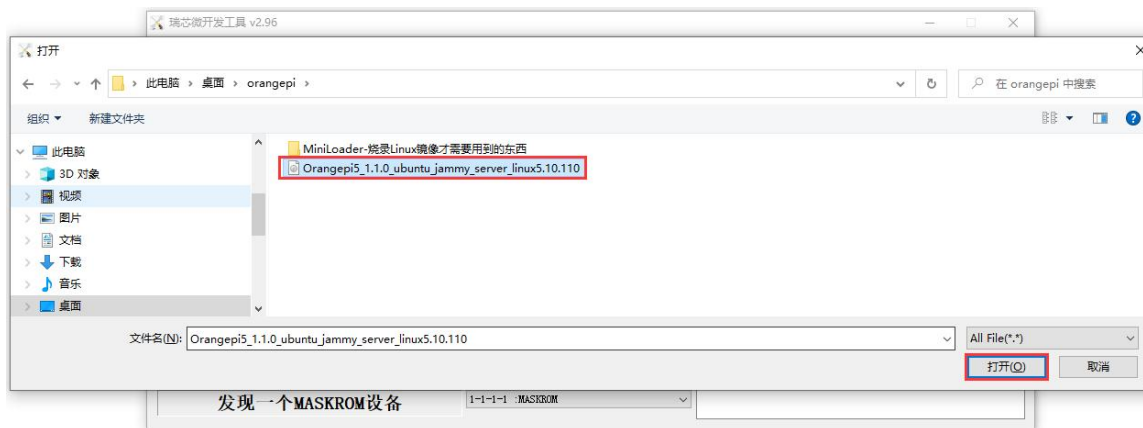 瑞芯微开发工具 v2.96
打开
此电脑 › 桌面 › orangepi ›
在 orangepi 中搜索
组织 新建文件夹
此电脑
3D 对象
视频
图片
文档
下载
音乐
桌面
MiniLoader-烧录Linux镜像才需要用到的东西
Orangepi5_1.1.0_ubuntu_jammy_server_linux5.10.110
文件名(N): Orangepi5_1.1.0_ubuntu_jammy_server_linux5.10.110
All File(*.*)
打开(O) 取消
发现一个MASKROM设备 1-1-1-1 :MASKROM